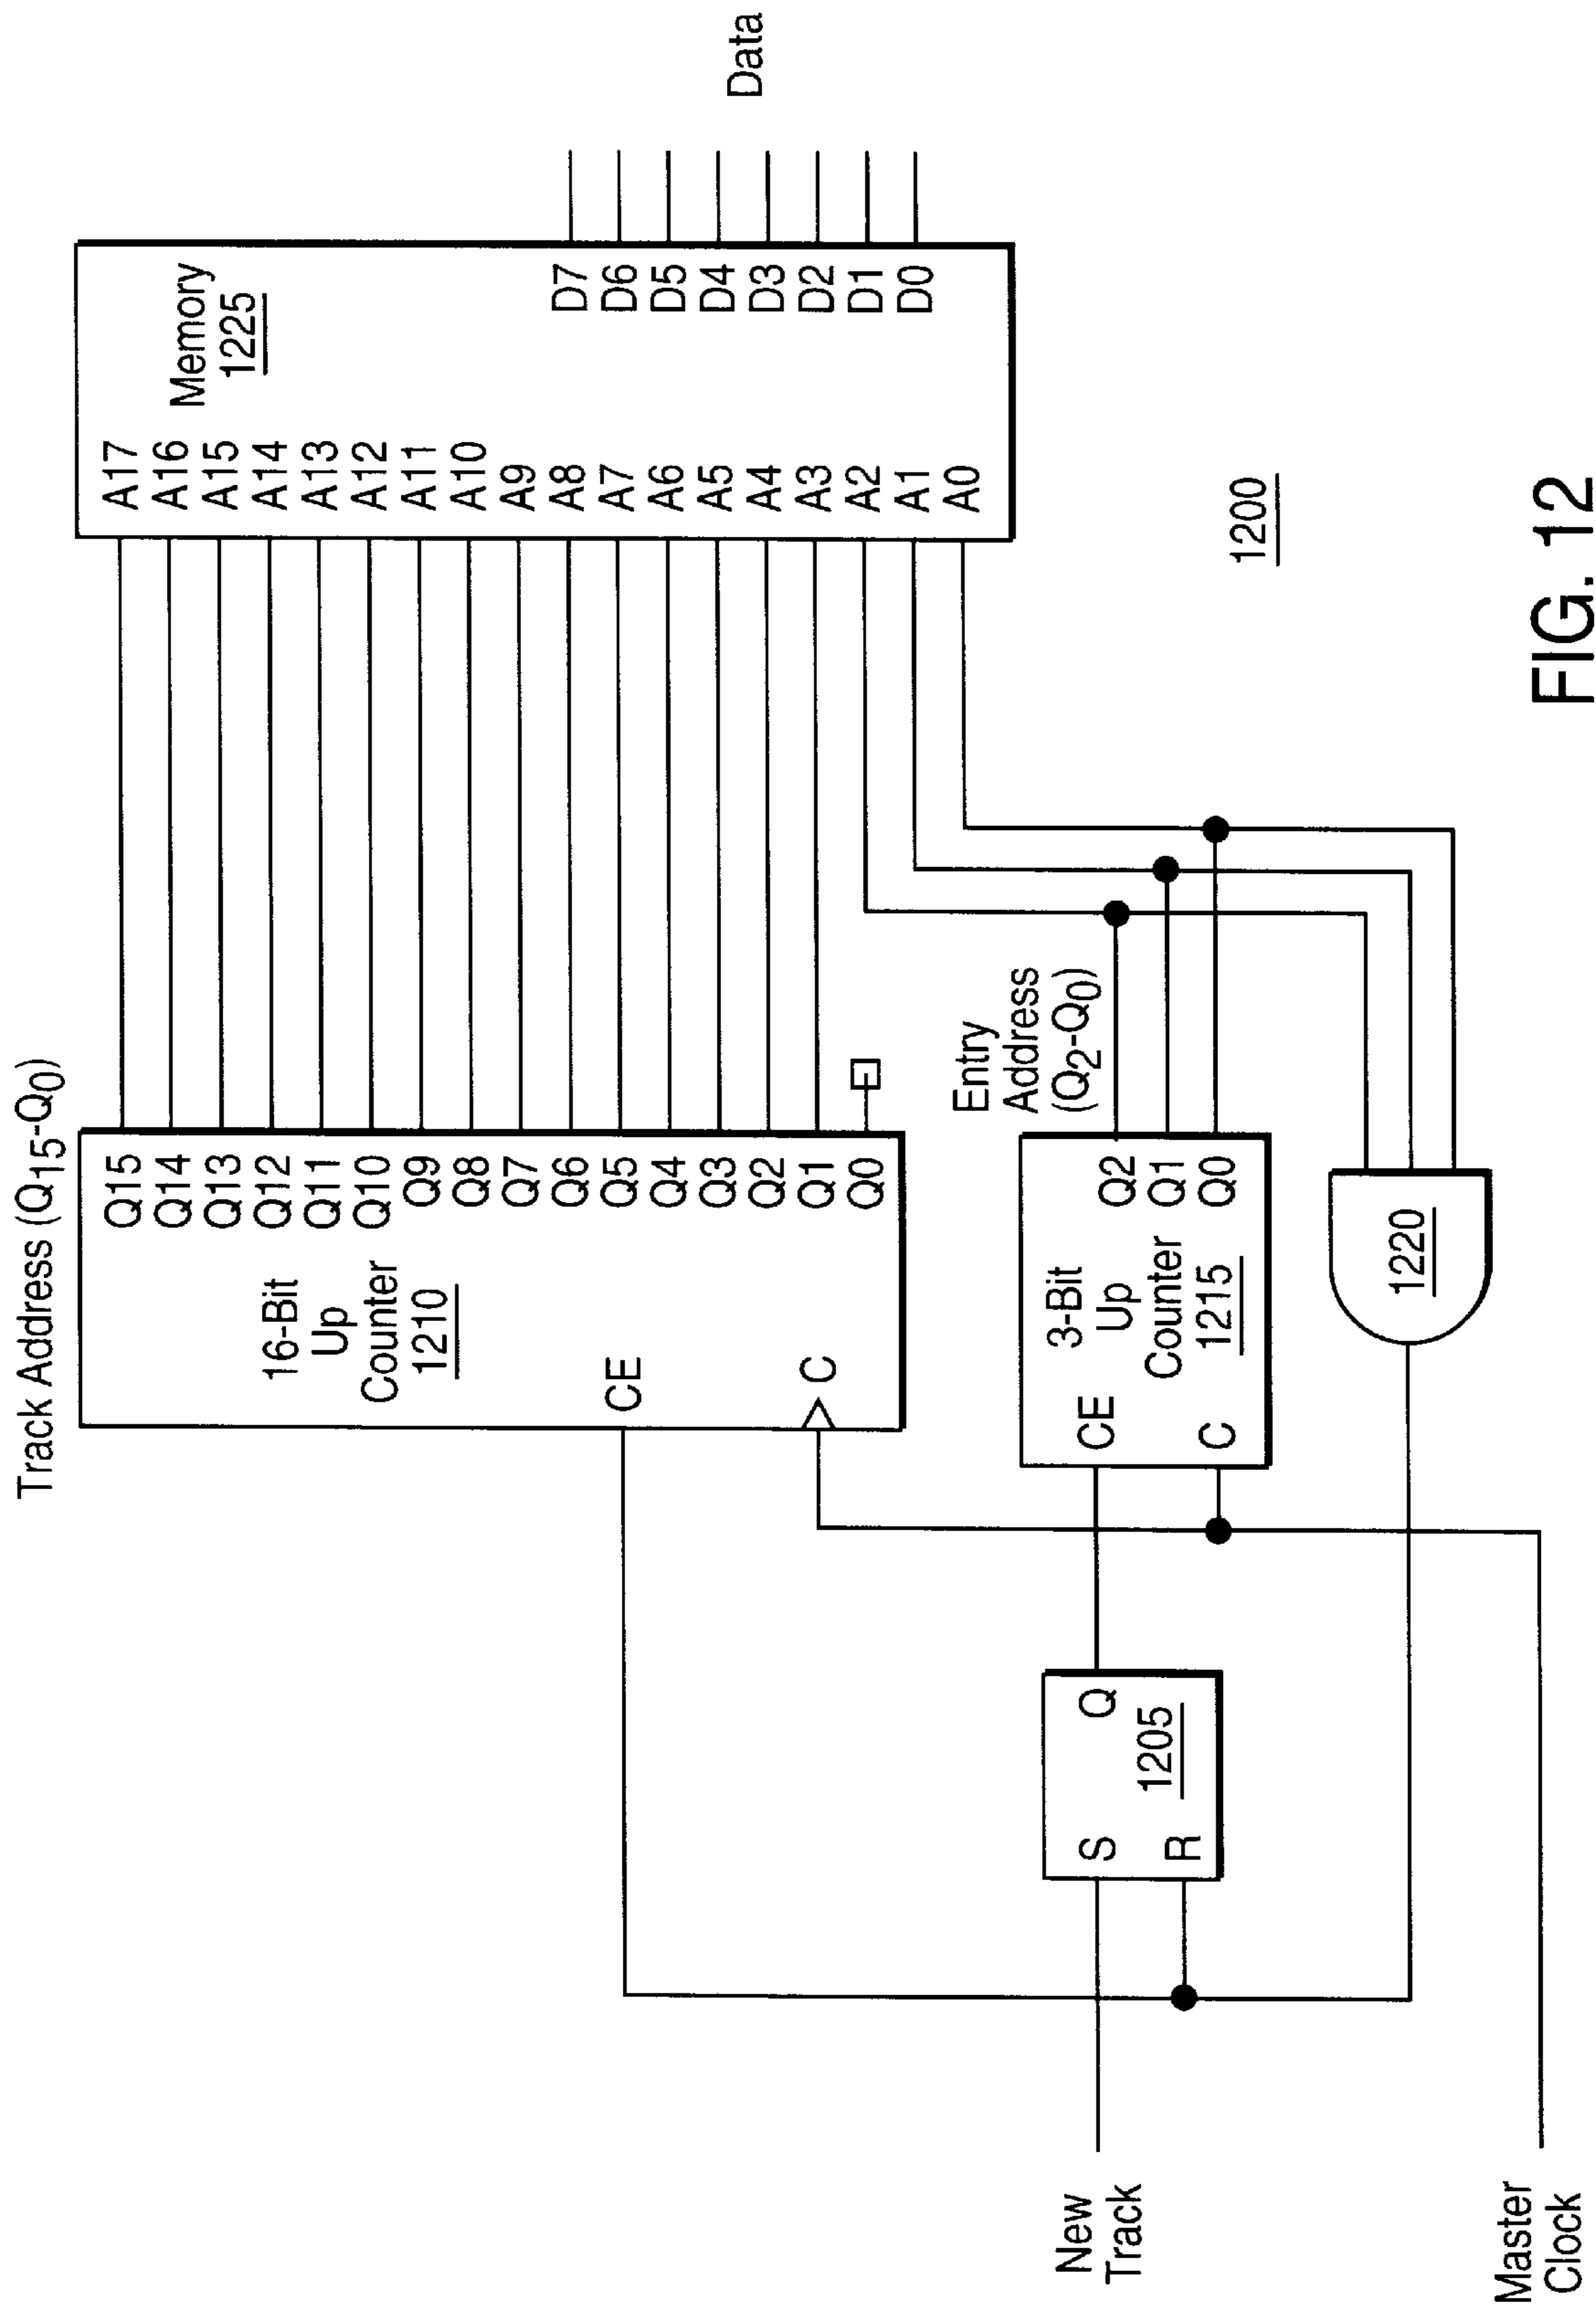 Track Address (Q15-Q0)
16-Bit
Up
Counter
1210
CE
C
Q15
Q14
Q13
Q12
Q11
Q10
Q9
Q8
Q7
Q6
Q5
Q4
Q3
Q2
Q1
Q0
Memory
1225
A17
A16
A15
A14
A13
A12
A11
A10
A9
A8
A7
A6
A5
A4
A3
A2
A1
A0
D7
D6
D5
D4
D3
D2
D1
D0
Data
Entry
Address
(Q2-Q0)
3-Bit
Up
Counter
1215
CE
C
Q2
Q1
Q0
S
R
Q
1205
1220
New
Track
Master
Clock
1200
FIG. 12